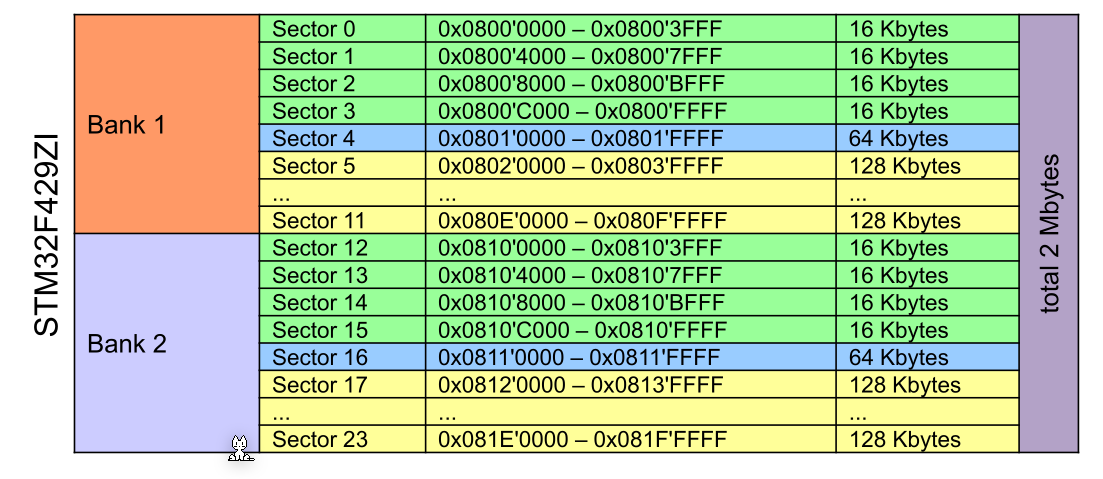 STM32F429ZI
Bank 1
Sector 0 0x0800'0000 – 0x0800'3FFF 16 Kbytes
Sector 1 0x0800'4000 – 0x0800'7FFF 16 Kbytes
Sector 2 0x0800'8000 – 0x0800'BFFF 16 Kbytes
Sector 3 0x0800'C000 – 0x0800'FFFF 16 Kbytes
Sector 4 0x0801'0000 – 0x0801'FFFF 64 Kbytes
Sector 5 0x0802'0000 – 0x0803'FFFF 128 Kbytes
... ... ...
Sector 11 0x080E'0000 – 0x080F'FFFF 128 Kbytes
Bank 2
Sector 12 0x0810'0000 – 0x0810'3FFF 16 Kbytes
Sector 13 0x0810'4000 – 0x0810'7FFF 16 Kbytes
Sector 14 0x0810'8000 – 0x0810'BFFF 16 Kbytes
Sector 15 0x0810'C000 – 0x0810'FFFF 16 Kbytes
Sector 16 0x0811'0000 – 0x0811'FFFF 64 Kbytes
Sector 17 0x0812'0000 – 0x0813'FFFF 128 Kbytes
... ... ...
Sector 23 0x081E'0000 – 0x081F'FFFF 128 Kbytes
total 2 Mbytes